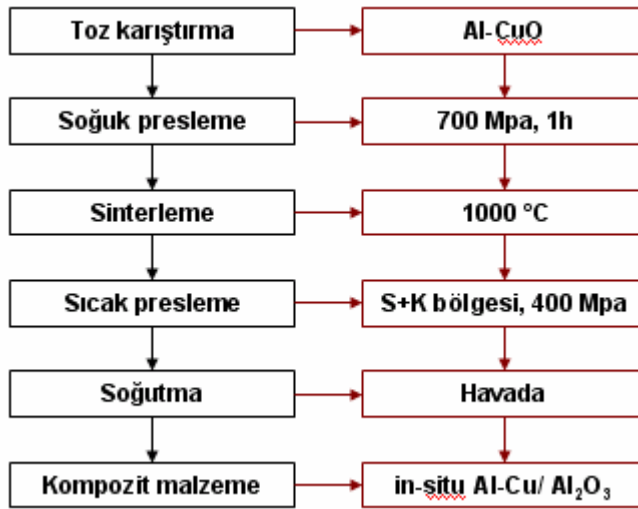 Toz karıştırma
Al-CuO
Soğuk presleme
700 Mpa, 1h
Sinterleme
1000 °C
Sıcak presleme
S+K bölgesi, 400 Mpa
Soğutma
Havada
Kompozit malzeme
in-situ Al-Cu/ Al₂O₃